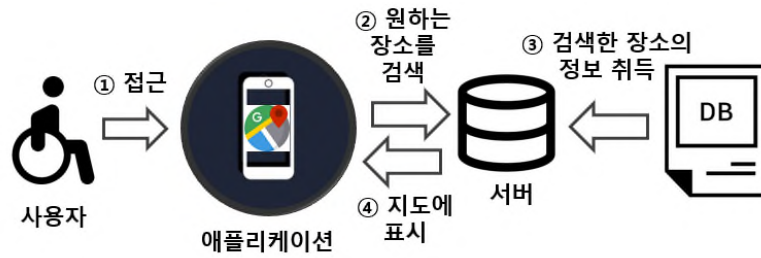 ① 접근
② 원하는
장소를
검색
③ 검색한 장소의
정보 취득
G
DB
사용자
애플리케이션
④ 지도에
표시
서버